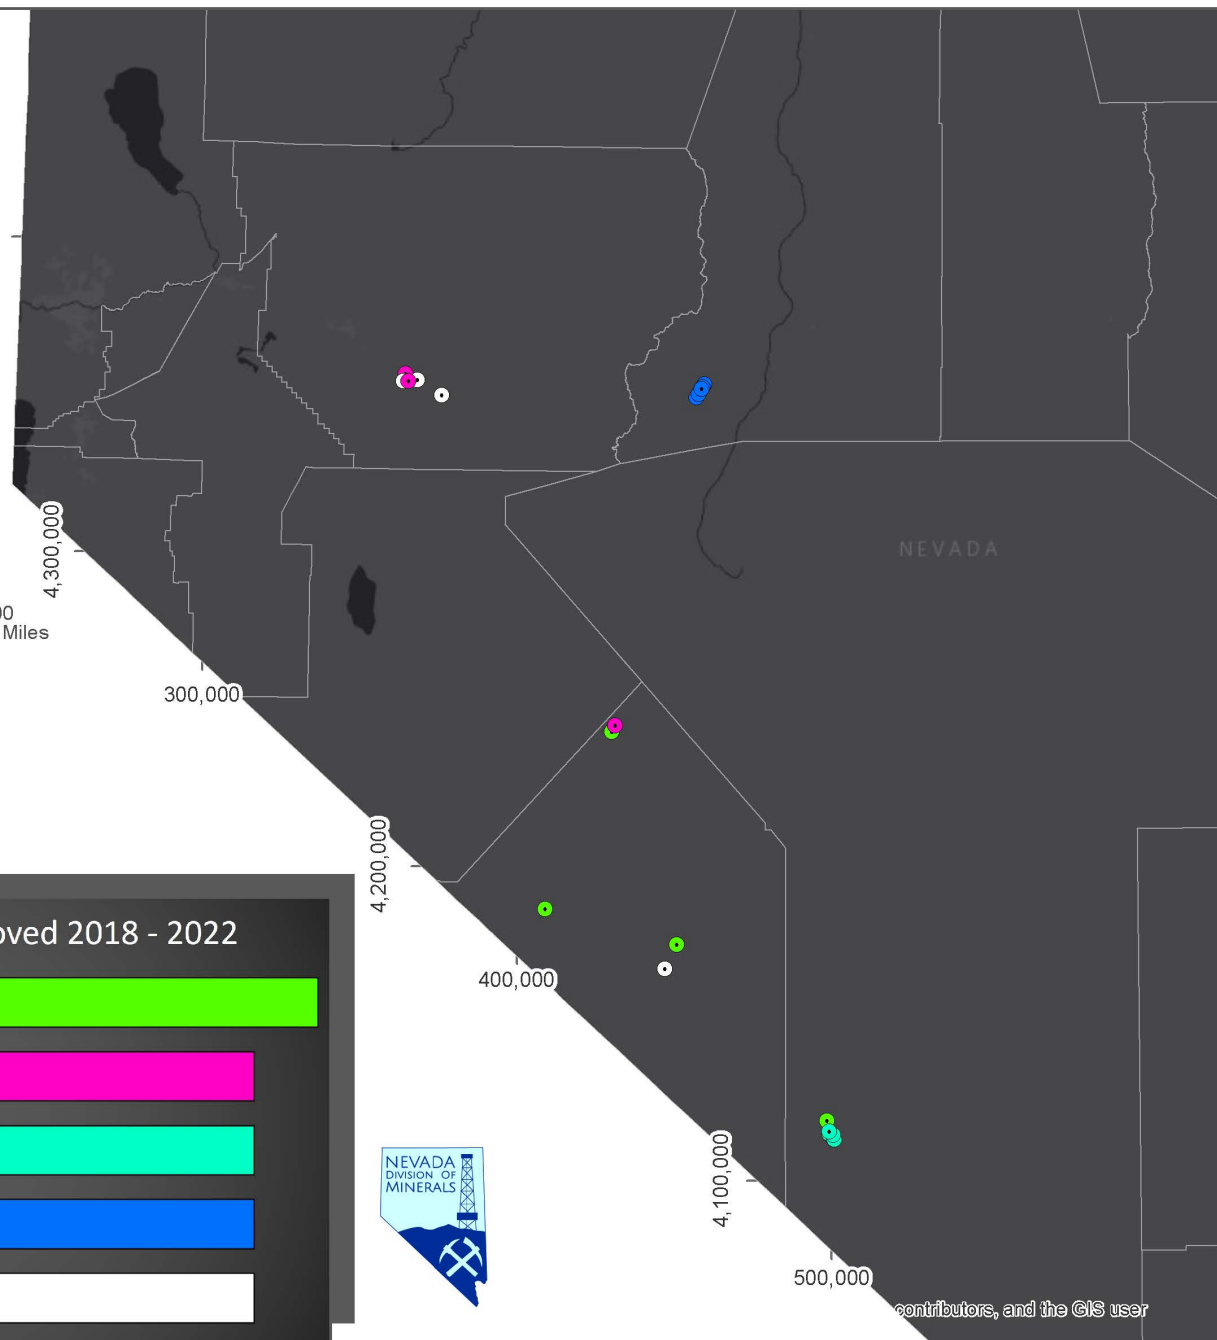 NEVADA
4,300,000
00
Miles
300,000
4,200,000
oved 2018 - 2022
400,000
4,100,000
NEVADA
DIVISION OF
MINERALS
500,000
contributors, and the GIS user